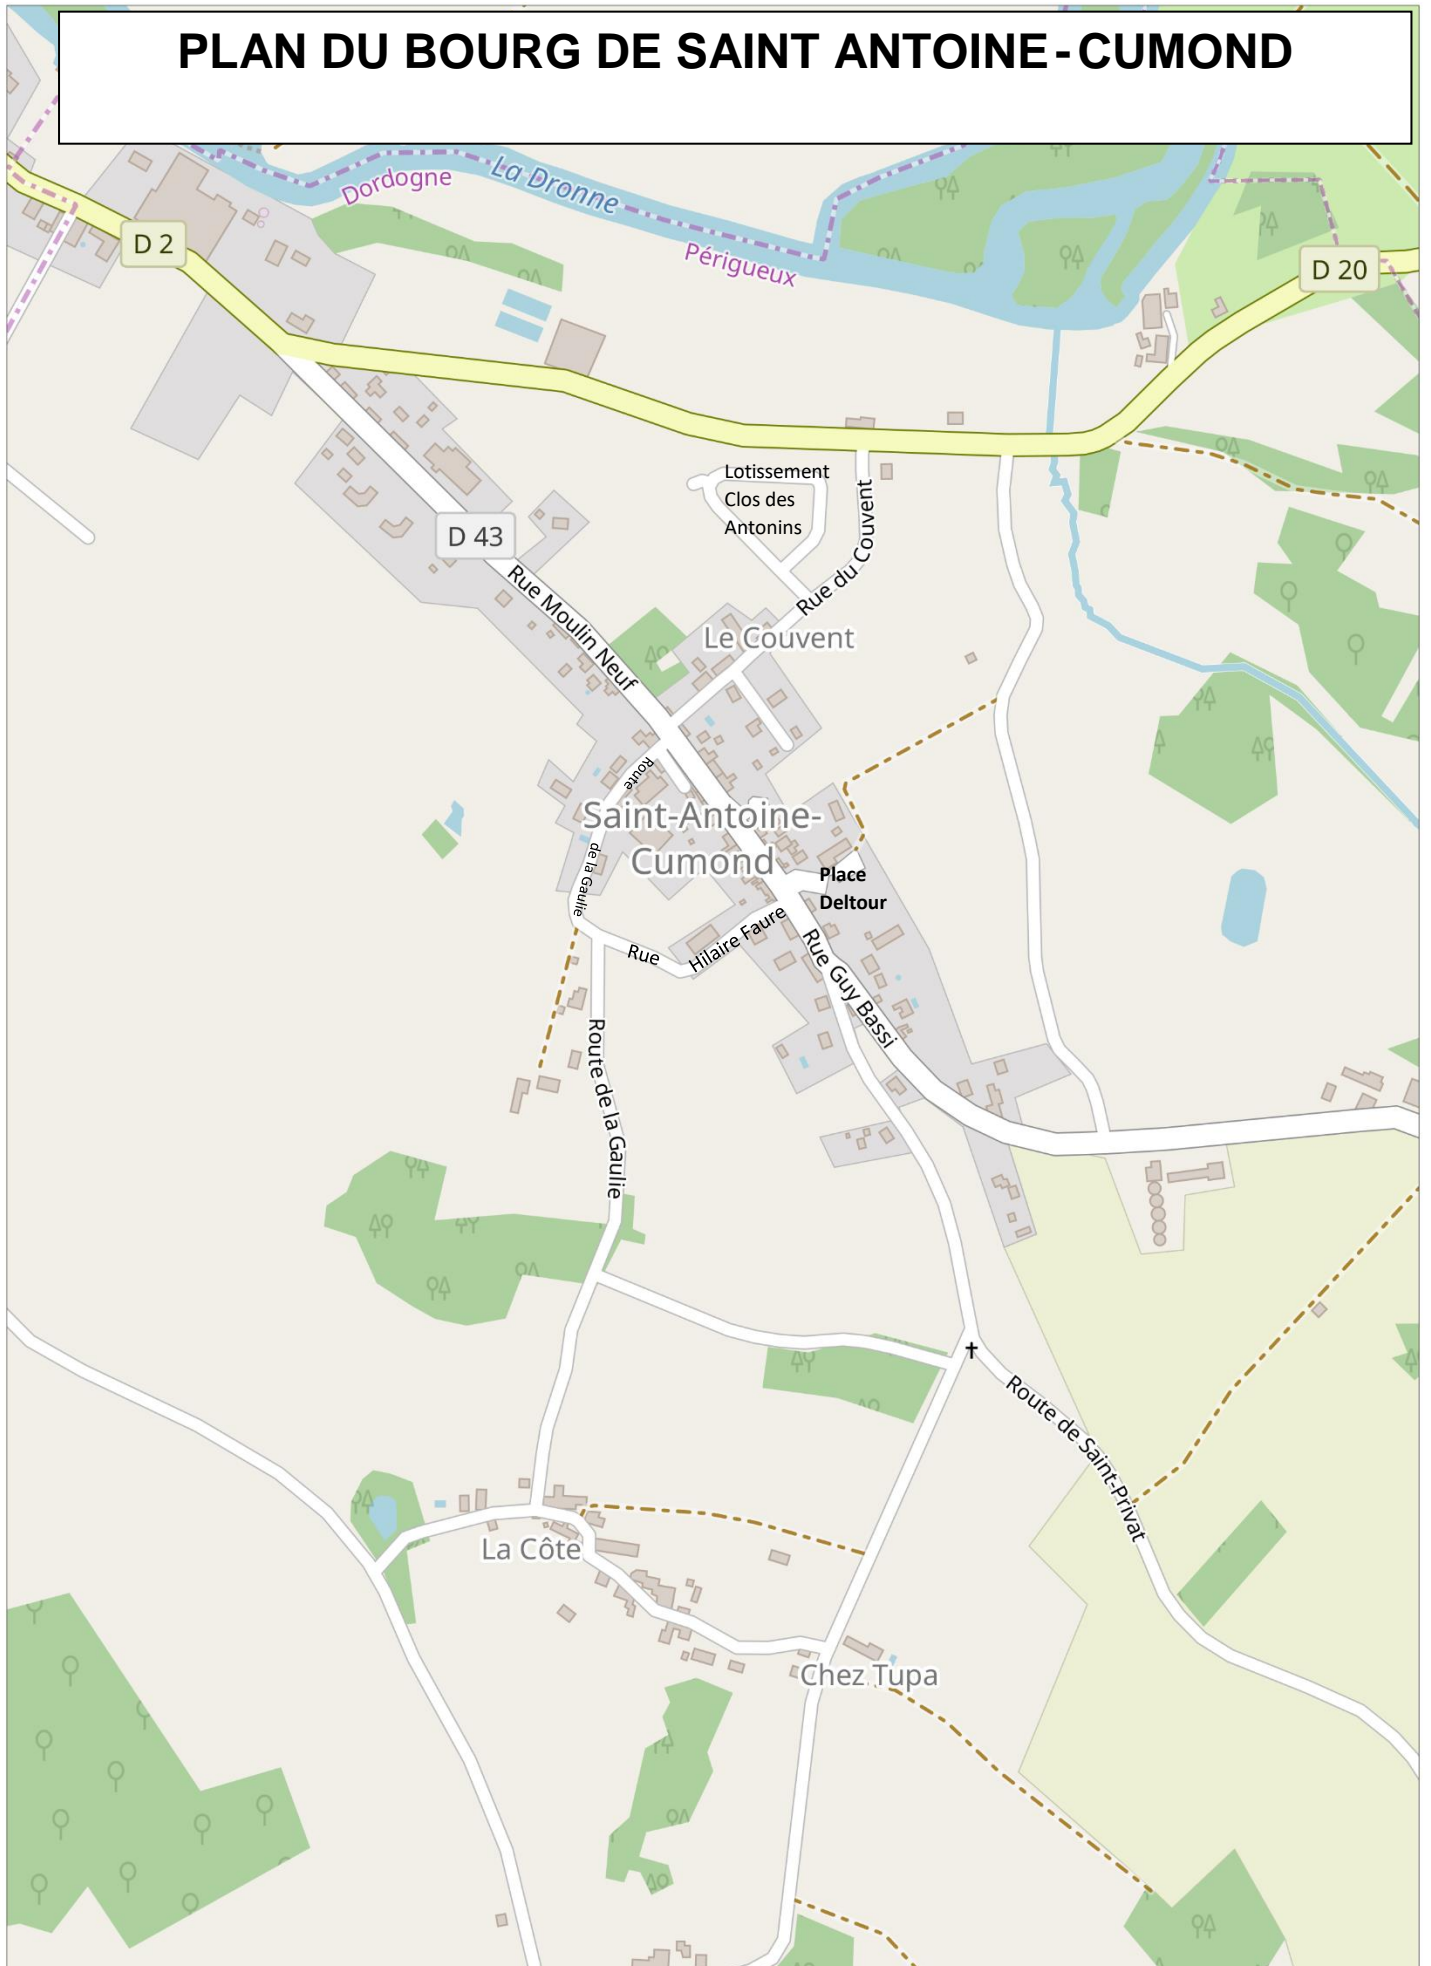 PLAN DU BOURG DE SAINT ANTOINE-CUMOND
La Dronne
Dordogne
Périgueux
D 2
D 20
Lotissement
Clos des
Antonins
D 43
Rue du Couvent
Rue Moulin Neuf
Le Couvent
Route
de la Gaulie
Saint-Antoine-
Cumond
Place
Deltour
Rue
Hilaire Faure
Rue Guy Bassi
Route de la Gaulie
Route de Saint-Privat
La Côte
Chez Tupa